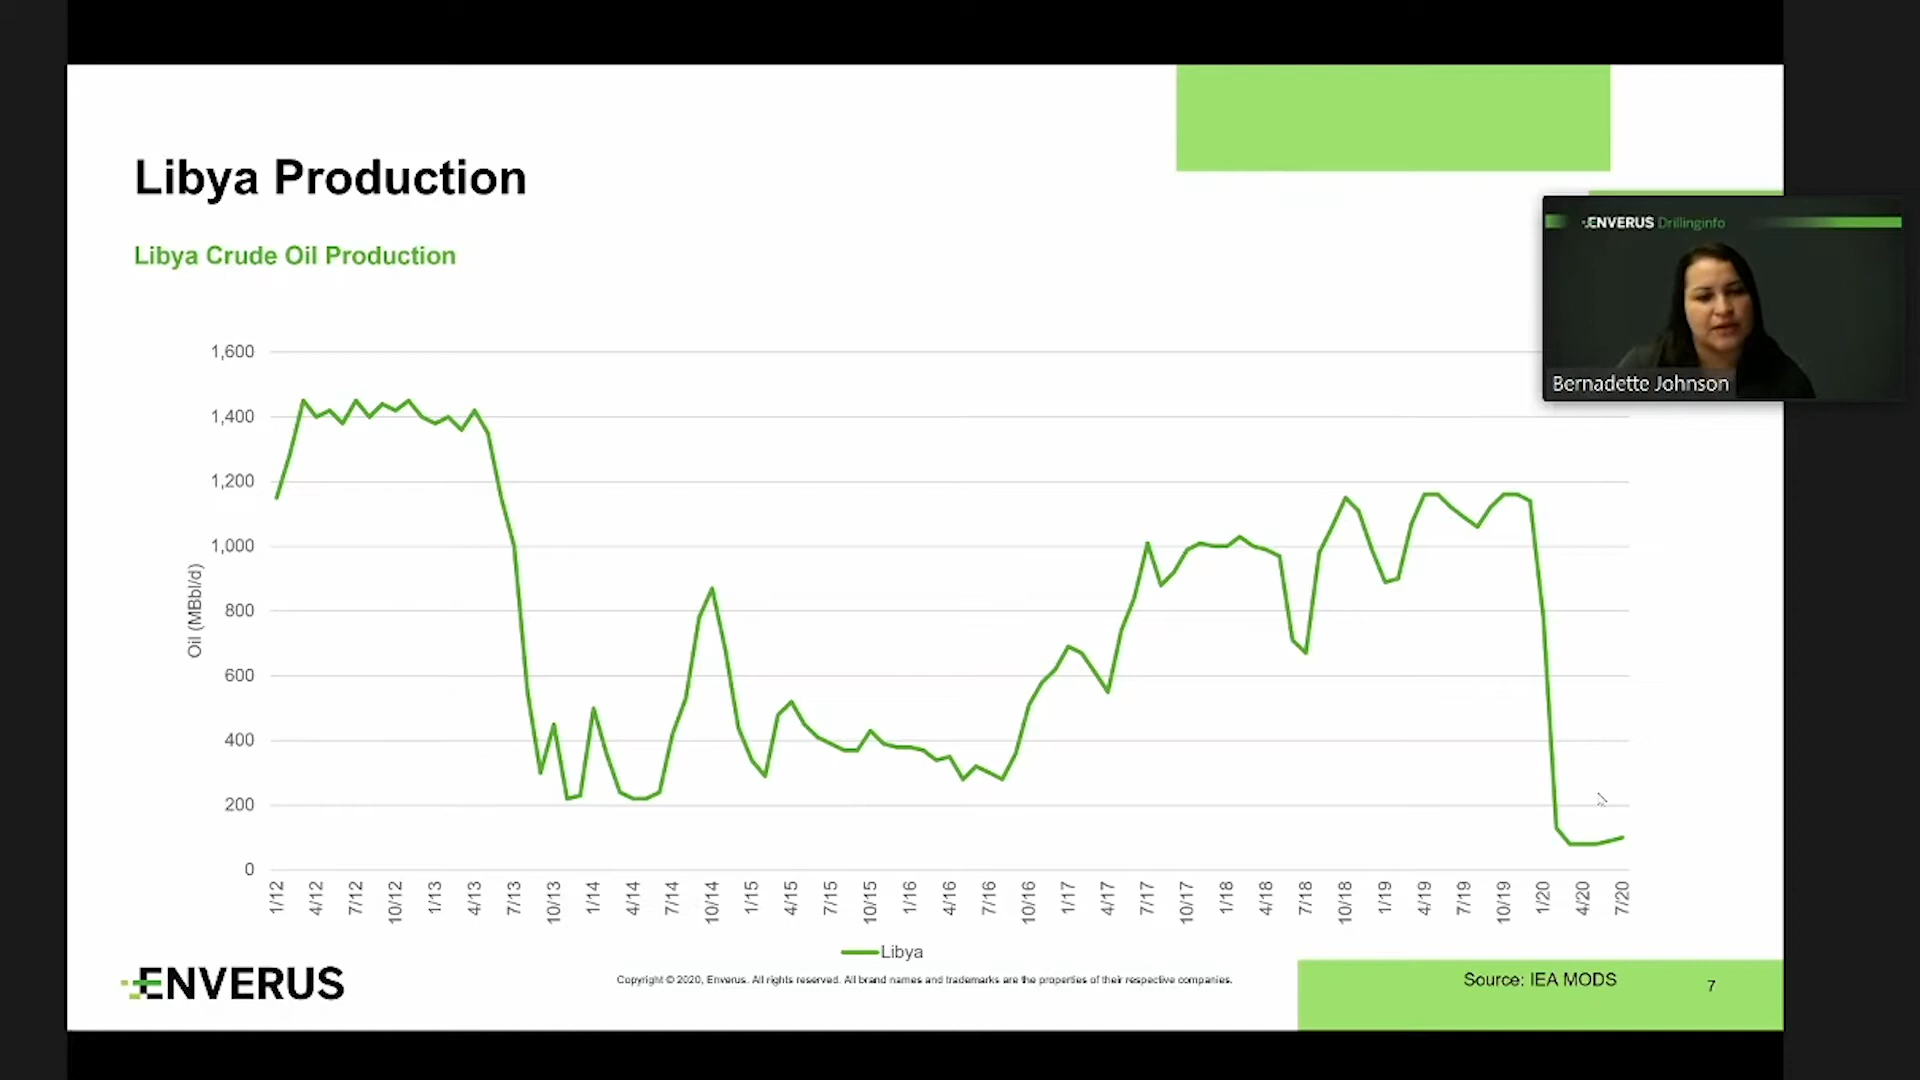 Libya Production
ENVERUS Drillinginfo
Libya Crude Oil Production
Bernadette Johnson
1,600
1,400
1,200
1,000
800
600
400
200
0
Oil (MBbl/d)
1/12 4/12 7/12 10/12 1/13 4/13 7/13 10/13 1/14 4/14 7/14 10/14 1/15 4/15 7/15 10/15 1/16 4/16 7/16 10/16 1/17 4/17 7/17 10/17 1/18 4/18 7/18 10/18 1/19 4/19 7/19 10/19 1/20 4/20 7/20
Libya
ENVERUS
Copyright © 2020, Enverus. All rights reserved. All brand names and trademarks are the properties of their respective companies.
Source: IEA MODS
7